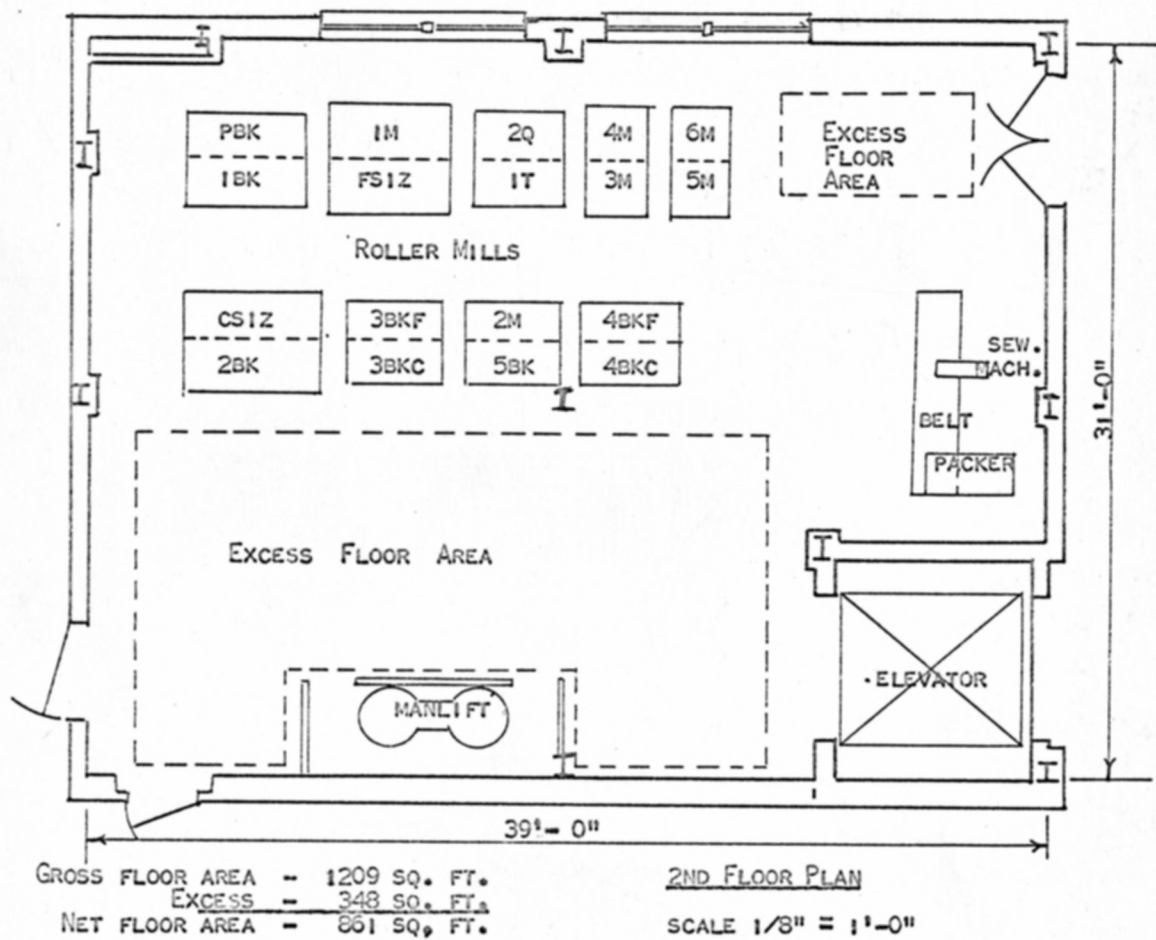 PBK
1BK
1M
FSIZ
2Q
1T
4M
3M
6M
5M
EXCESS
FLOOR
AREA
ROLLER MILLS
CSIZ
2BK
3BKF
3BKC
2M
5BK
4BKF
4BKC
SEW.
MACH.
BELT
PACKER
31'-0"
EXCESS FLOOR AREA
MANLIFT
ELEVATOR
39'- 0"
GROSS FLOOR AREA - 1209 SQ. FT.
EXCESS - 348 SQ. FT.
NET FLOOR AREA - 861 SQ. FT.
2ND FLOOR PLAN
SCALE 1/8" = 1'-0"